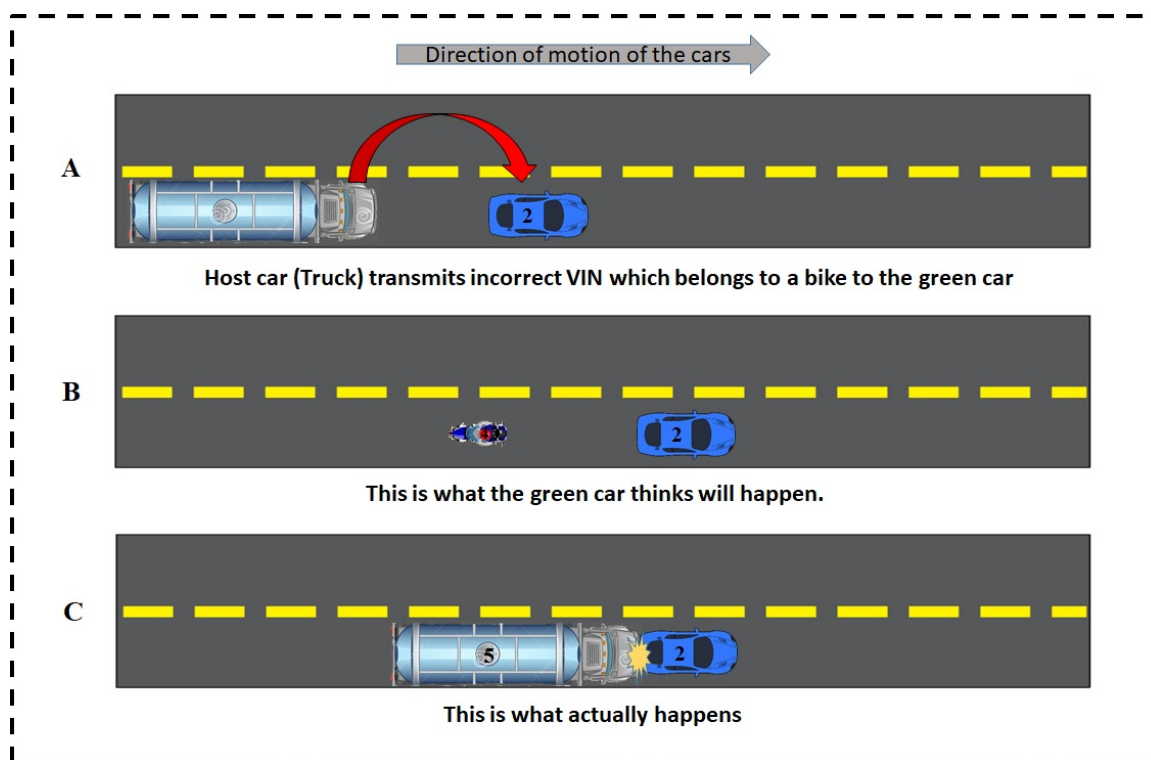 Direction of motion of the cars
A
2
Host car (Truck) transmits incorrect VIN which belongs to a bike to the green car
B
2
This is what the green car thinks will happen.
C
5
2
This is what actually happens